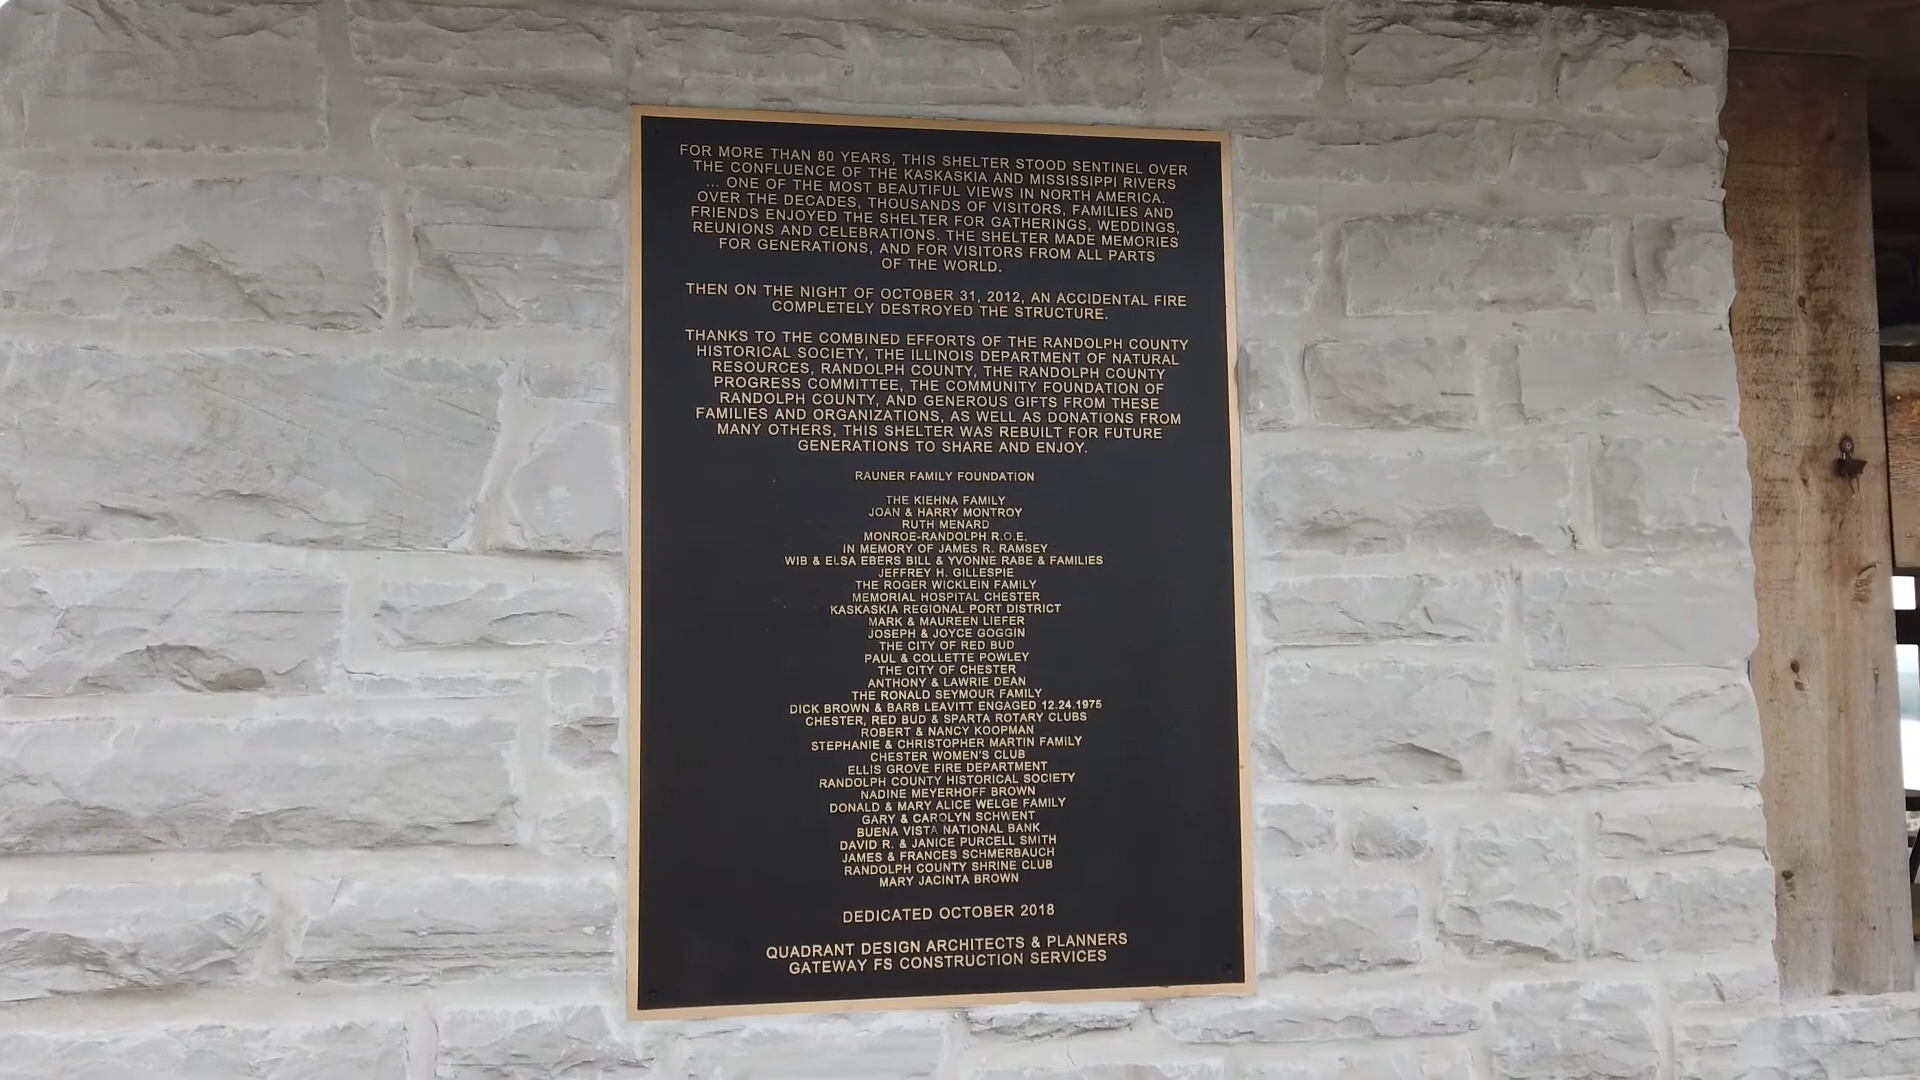 FOR MORE THAN 80 YEARS, THIS SHELTER STOOD SENTINEL OVER
THE CONFLUENCE OF THE KASKASKIA AND MISSISSIPPI RIVERS
... ONE OF THE MOST BEAUTIFUL VIEWS IN NORTH AMERICA.
OVER THE DECADES, THOUSANDS OF VISITORS, FAMILIES AND
FRIENDS ENJOYED THE SHELTER FOR GATHERINGS, WEDDINGS,
REUNIONS AND CELEBRATIONS. THE SHELTER MADE MEMORIES
FOR GENERATIONS, AND FOR VISITORS FROM ALL PARTS
OF THE WORLD.
THEN ON THE NIGHT OF OCTOBER 31, 2012, AN ACCIDENTAL FIRE
COMPLETELY DESTROYED THE STRUCTURE.
THANKS TO THE COMBINED EFFORTS OF THE RANDOLPH COUNTY
HISTORICAL SOCIETY, THE ILLINOIS DEPARTMENT OF NATURAL
RESOURCES, RANDOLPH COUNTY, THE RANDOLPH COUNTY
PROGRESS COMMITTEE, THE COMMUNITY FOUNDATION OF
RANDOLPH COUNTY, AND GENEROUS GIFTS FROM THESE
FAMILIES AND ORGANIZATIONS, AS WELL AS DONATIONS FROM
MANY OTHERS, THIS SHELTER WAS REBUILT FOR FUTURE
GENERATIONS TO SHARE AND ENJOY.
RAUNER FAMILY FOUNDATION
THE KIEHNA FAMILY
JOAN & HARRY MONTROY
RUTH MENARD
MONROE-RANDOLPH R.O.E.
IN MEMORY OF JAMES R. RAMSEY
WIB & ELSA EBERS BILL & YVONNE RABE & FAMILIES
JEFFREY H. GILLESPIE
THE ROGER WICKLEIN FAMILY
MEMORIAL HOSPITAL CHESTER
KASKASKIA REGIONAL PORT DISTRICT
MARK & MAUREEN LIEFER
JOSEPH & JOYCE GOGGIN
THE CITY OF RED BUD
PAUL & COLLETTE POWLEY
THE CITY OF CHESTER
ANTHONY & LAWRIE DEAN
THE RONALD SEYMOUR FAMILY
DICK BROWN & BARB LEAVITT ENGAGED 12.24.1975
CHESTER, RED BUD & SPARTA ROTARY CLUBS
ROBERT & NANCY KOOPMAN
STEPHANIE & CHRISTOPHER MARTIN FAMILY
CHESTER WOMEN'S CLUB
ELLIS GROVE FIRE DEPARTMENT
RANDOLPH COUNTY HISTORICAL SOCIETY
NADINE MEYERHOFF BROWN
DONALD & MARY ALICE WELGE FAMILY
GARY & CAROLYN SCHWENT
BUENA VISTA NATIONAL BANK
DAVID R. & JANICE PURCELL SMITH
JAMES & FRANCES SCHMERBAUCH
RANDOLPH COUNTY SHRINE CLUB
MARY JACINTA BROWN
DEDICATED OCTOBER 2018
QUADRANT DESIGN ARCHITECTS & PLANNERS
GATEWAY FS CONSTRUCTION SERVICES